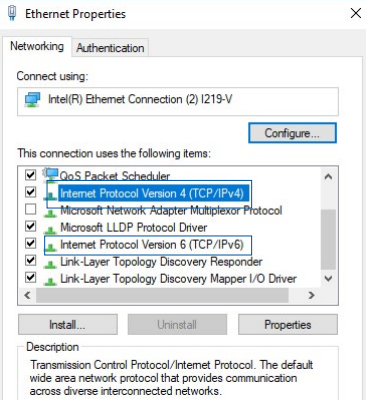 Ethernet Properties
Networking
Authentication
Connect using:
Intel(R) Ethernet Connection (2) I219-V
Configure...
This connection uses the following items:
QoS Packet Scheduler
Internet Protocol Version 4 (TCP/IPv4)
Microsoft Network Adapter Multiplexor Protocol
Microsoft LLDP Protocol Driver
Internet Protocol Version 6 (TCP/IPv6)
Link-Layer Topology Discovery Responder
Link-Layer Topology Discovery Mapper I/O Driver
Install...
Uninstall
Properties
Description
Transmission Control Protocol/Internet Protocol. The default
wide area network protocol that provides communication
across diverse interconnected networks.